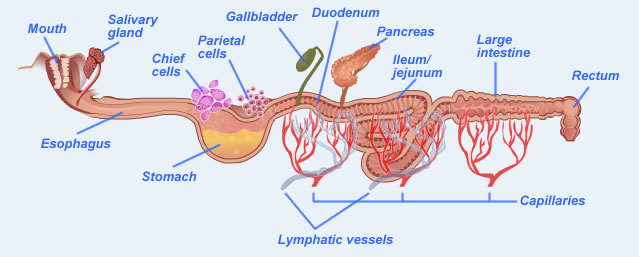 Mouth
Salivary
gland
Chief
cells
Parietal
cells
Gallbladder
Duodenum
Pancreas
Ileum/
jejunum
Large
intestine
Rectum
Esophagus
Stomach
Capillaries
Lymphatic vessels